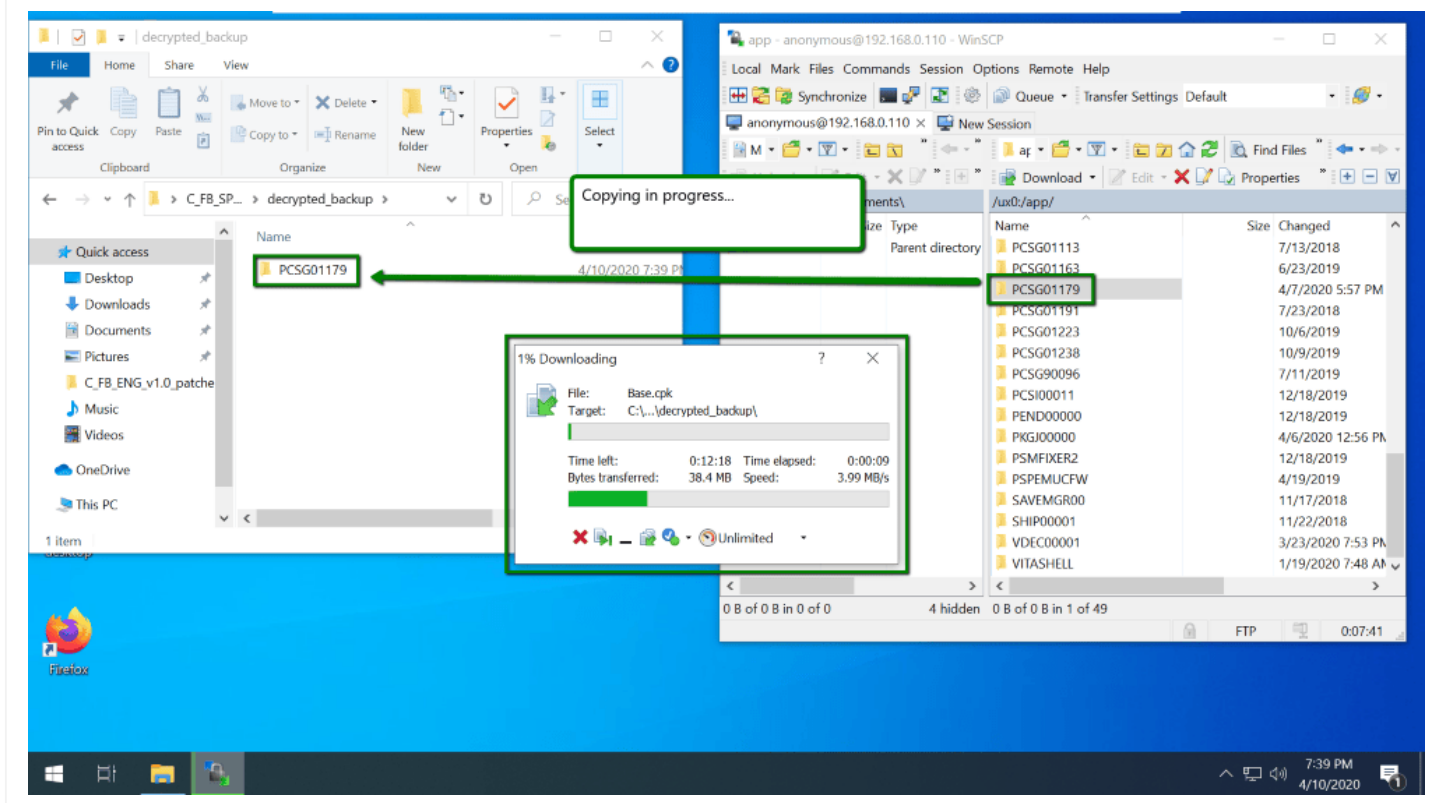 decrypted_backup
File Home Share View
Pin to Quick access
Copy
Paste
Clipboard
Move to
Copy to
Delete
Rename
Organize
New folder
New
Properties
Open
Select
C_FB_SP... > decrypted_backup >
Name
Quick access
Desktop
Downloads
Documents
Pictures
C_FB_ENG_v1.0_patche
Music
Videos
OneDrive
This PC
PCSG01179
4/10/2020 7:39 PM
1 item
Copying in progress...
app - anonymous@192.168.0.110 - WinSCP
Local Mark Files Commands Session Options Remote Help
Synchronize Queue Transfer Settings Default
anonymous@192.168.0.110 × New Session
M
Find Files
Download Edit Properties
ments\ /ux0:/app/
Type Name Size Changed
Parent directory
PCSG01113 7/13/2018
PCSG01163 6/23/2019
PCSG01179 4/7/2020 5:57 PM
PCSG01191 7/23/2018
PCSG01223 10/6/2019
PCSG01238 10/9/2019
PCSG90096 7/11/2019
PCSI00011 12/18/2019
PEND00000 12/18/2019
PKGJ00000 4/6/2020 12:56 PM
PSMFIXER2 12/18/2019
PSPEMUCFW 4/19/2019
SAVEMGR00 11/17/2018
SHIP00001 11/22/2018
VDEC00001 3/23/2020 7:53 PM
VITASHELL 1/19/2020 7:48 AM
0 B of 0 B in 0 of 0 4 hidden 0 B of 0 B in 1 of 49
FTP 0:07:41
1% Downloading ? ×
File: Base.cpk
Target: C:\...\decrypted_backup\
Time left: 0:12:18 Time elapsed: 0:00:09
Bytes transferred: 38.4 MB Speed: 3.99 MB/s
Unlimited
Firefox
7:39 PM
4/10/2020
1